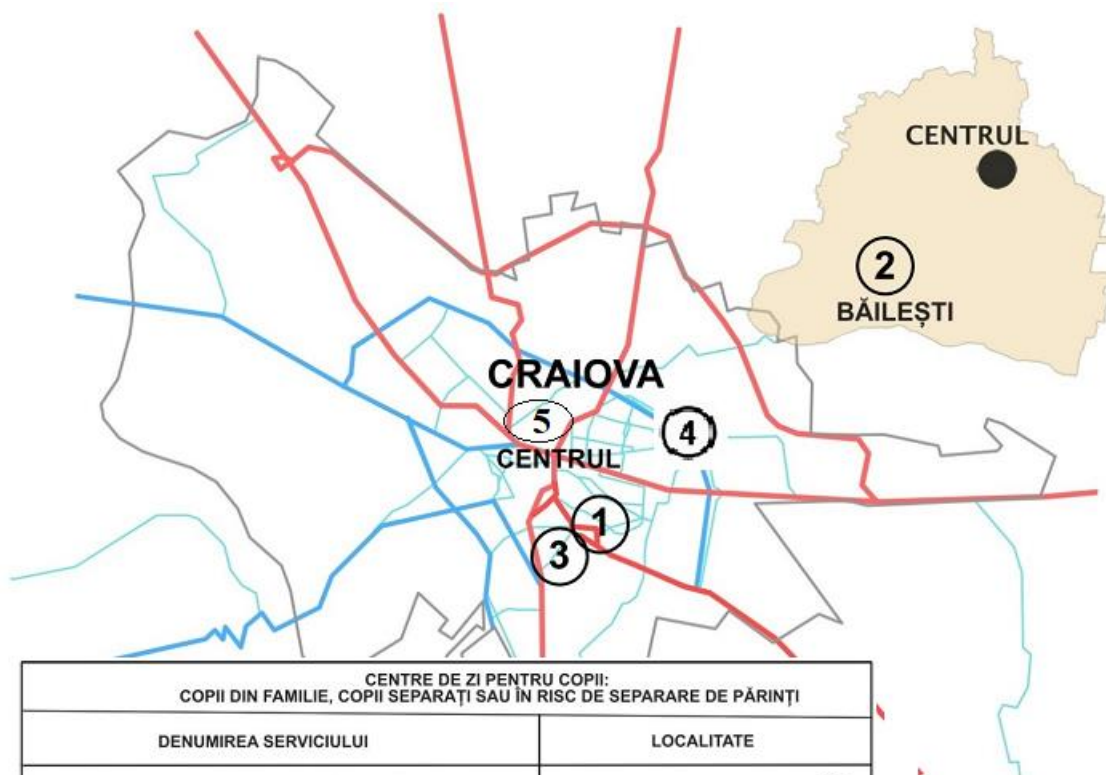 CENTRUL
2
BĂILEȘTI
CRAIOVA
5
4
CENTRUL
1
3
CENTRE DE ZI PENTRU COPII:
COPII DIN FAMILIE, COPII SEPARAȚI SAU ÎN RISC DE SEPARARE DE PĂRINȚI
DENUMIREA SERVICIULUI
LOCALITATE